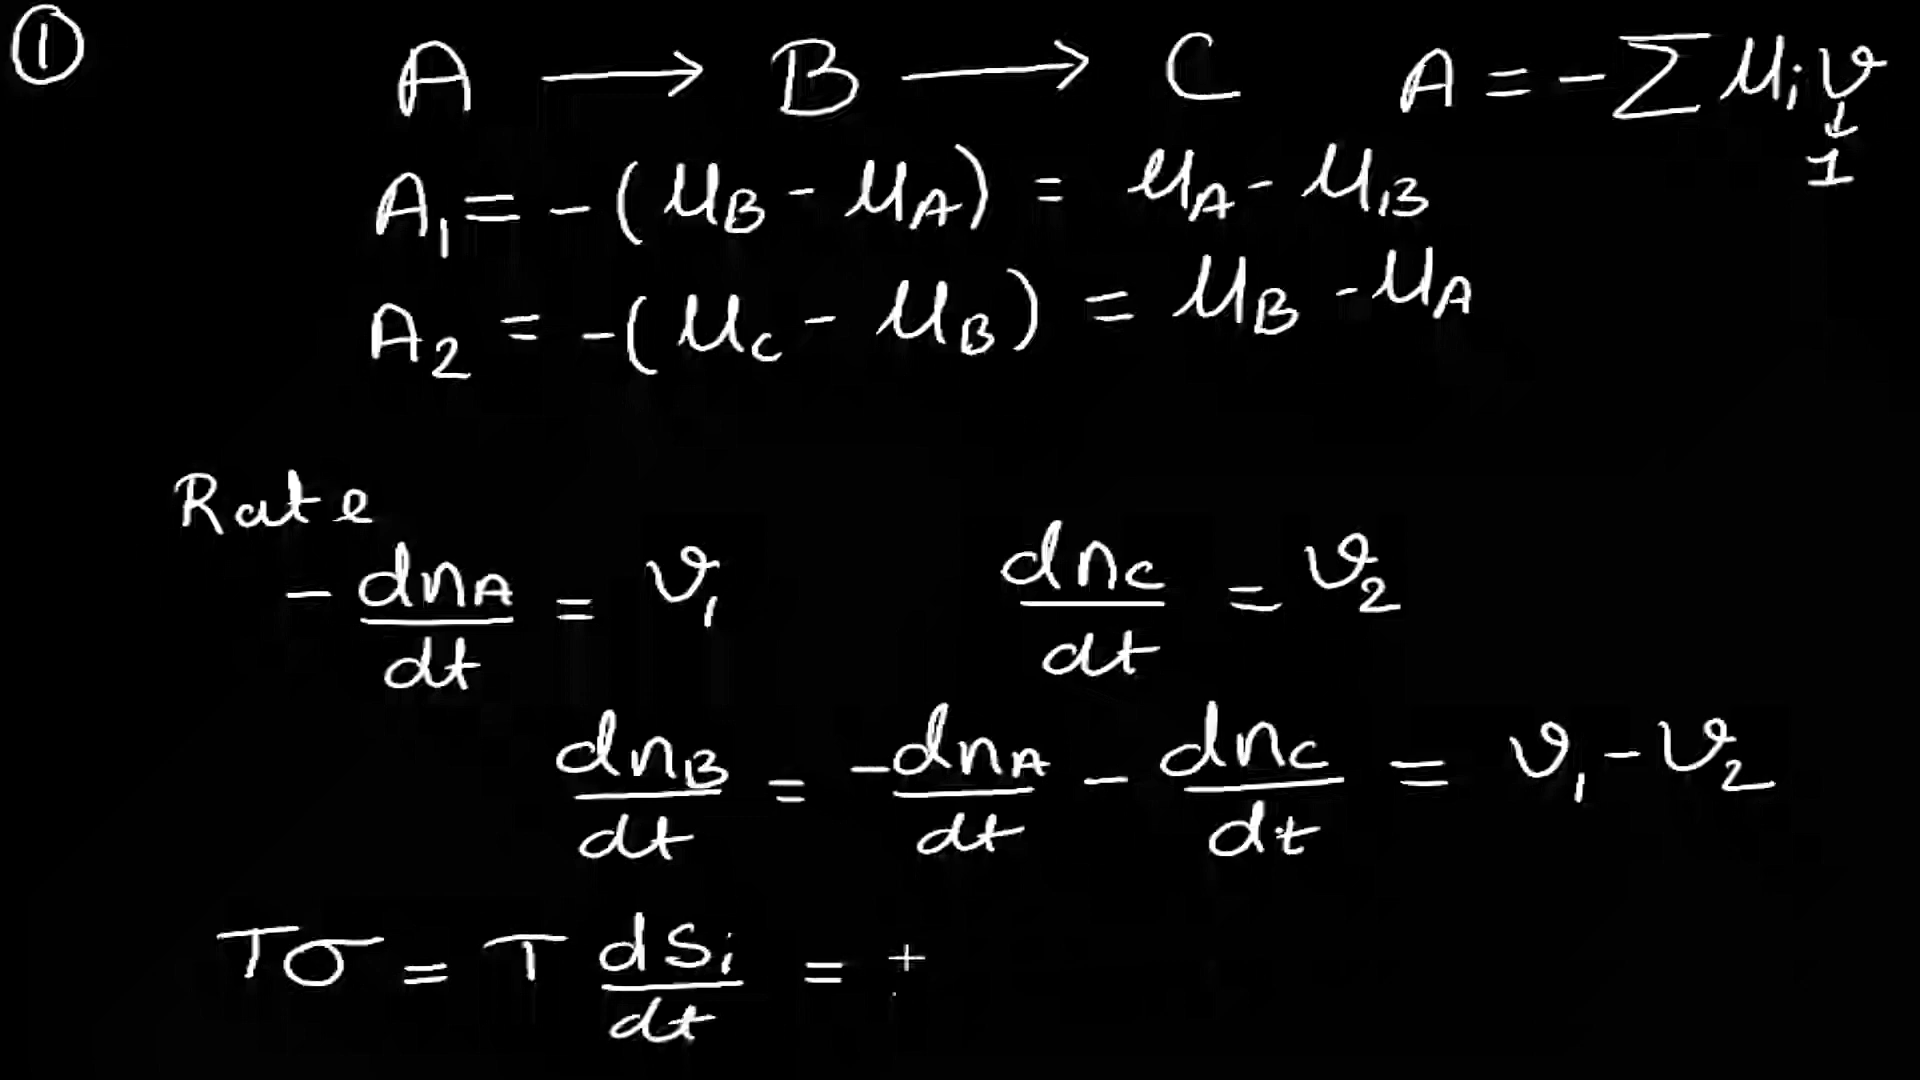 ①
A ⟶ B ⟶ C A = -∑ μᵢ ν
↓
1
A₁ = -(μB - μA) = μA - μB
A₂ = -(μC - μB) = μB - μA
Rate
- dnA/dt = v₁ dnC/dt = v₂
dnB/dt = -dnA/dt - dnC/dt = v₁ - v₂
Tσ = T dSi/dt = +